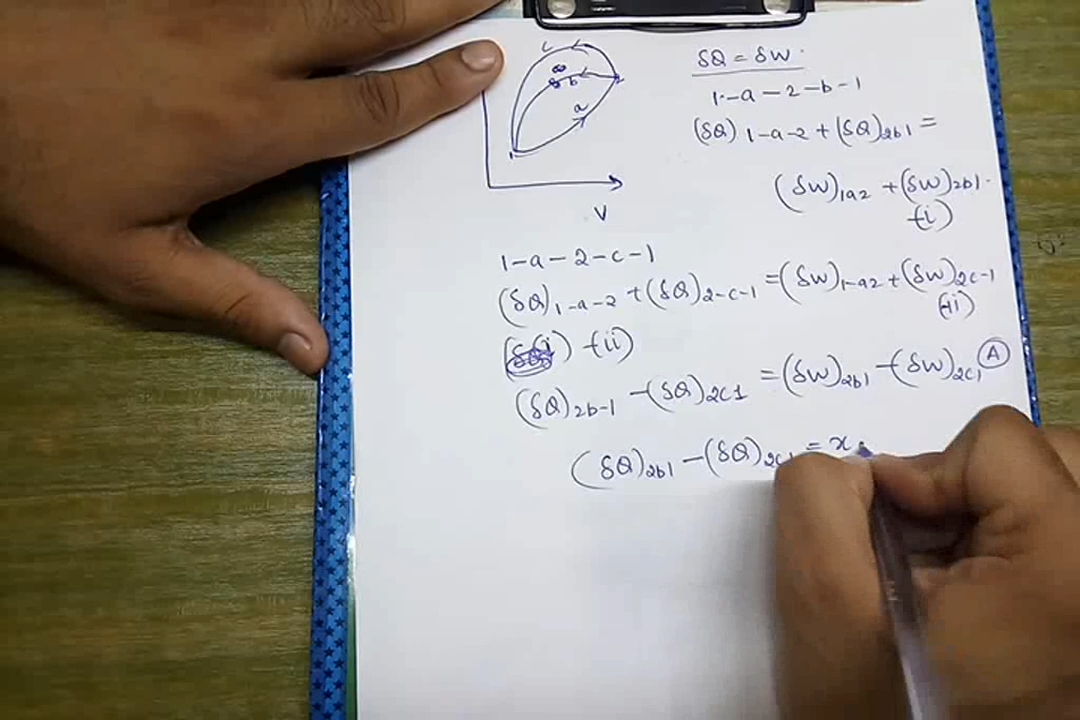 c
b
2
a
1
V
δQ = δW
1-a-2-b-1
(δQ) 1-a-2 + (δQ)2b1 =
(δW)1a2 + (δW)2b1.
-(i)
1-a-2-c-1
(δQ)1-a-2 + (δQ)2-c-1 = (δW)1-a2 + (δW)2c-1
-(ii)
) -(ii)
(δQ)2b-1 - (δQ)2c1 = (δW)2b1 - (δW)2c1 (A)
(δQ)2b1 - (δQ)2c1 = x